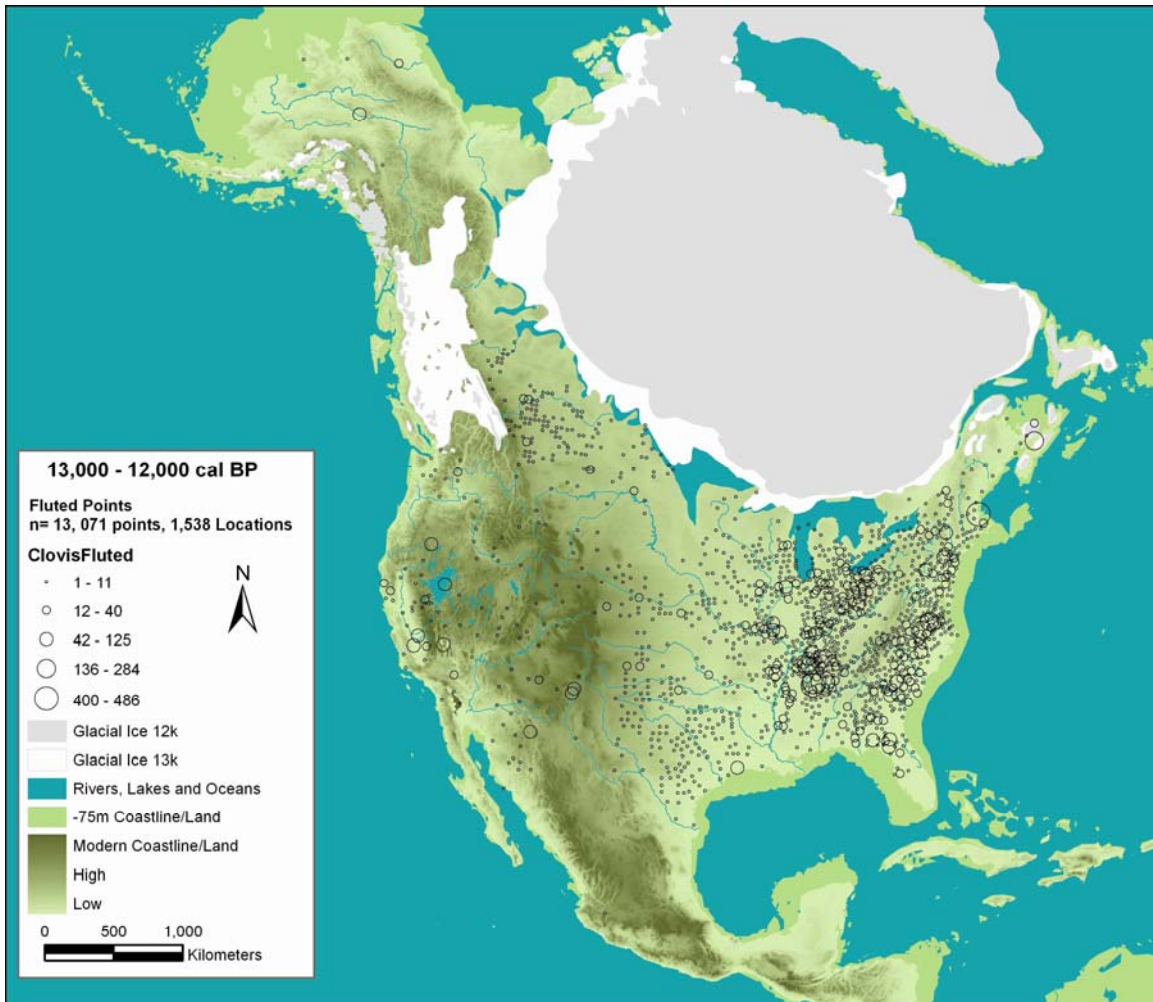 13,000 - 12,000 cal BP
Fluted Points
n= 13, 071 points, 1,538 Locations
ClovisFluted
1 - 11
12 - 40
42 - 125
136 - 284
400 - 486
N
Glacial Ice 12k
Glacial Ice 13k
Rivers, Lakes and Oceans
-75m Coastline/Land
Modern Coastline/Land
High
Low
0 500 1,000
Kilometers